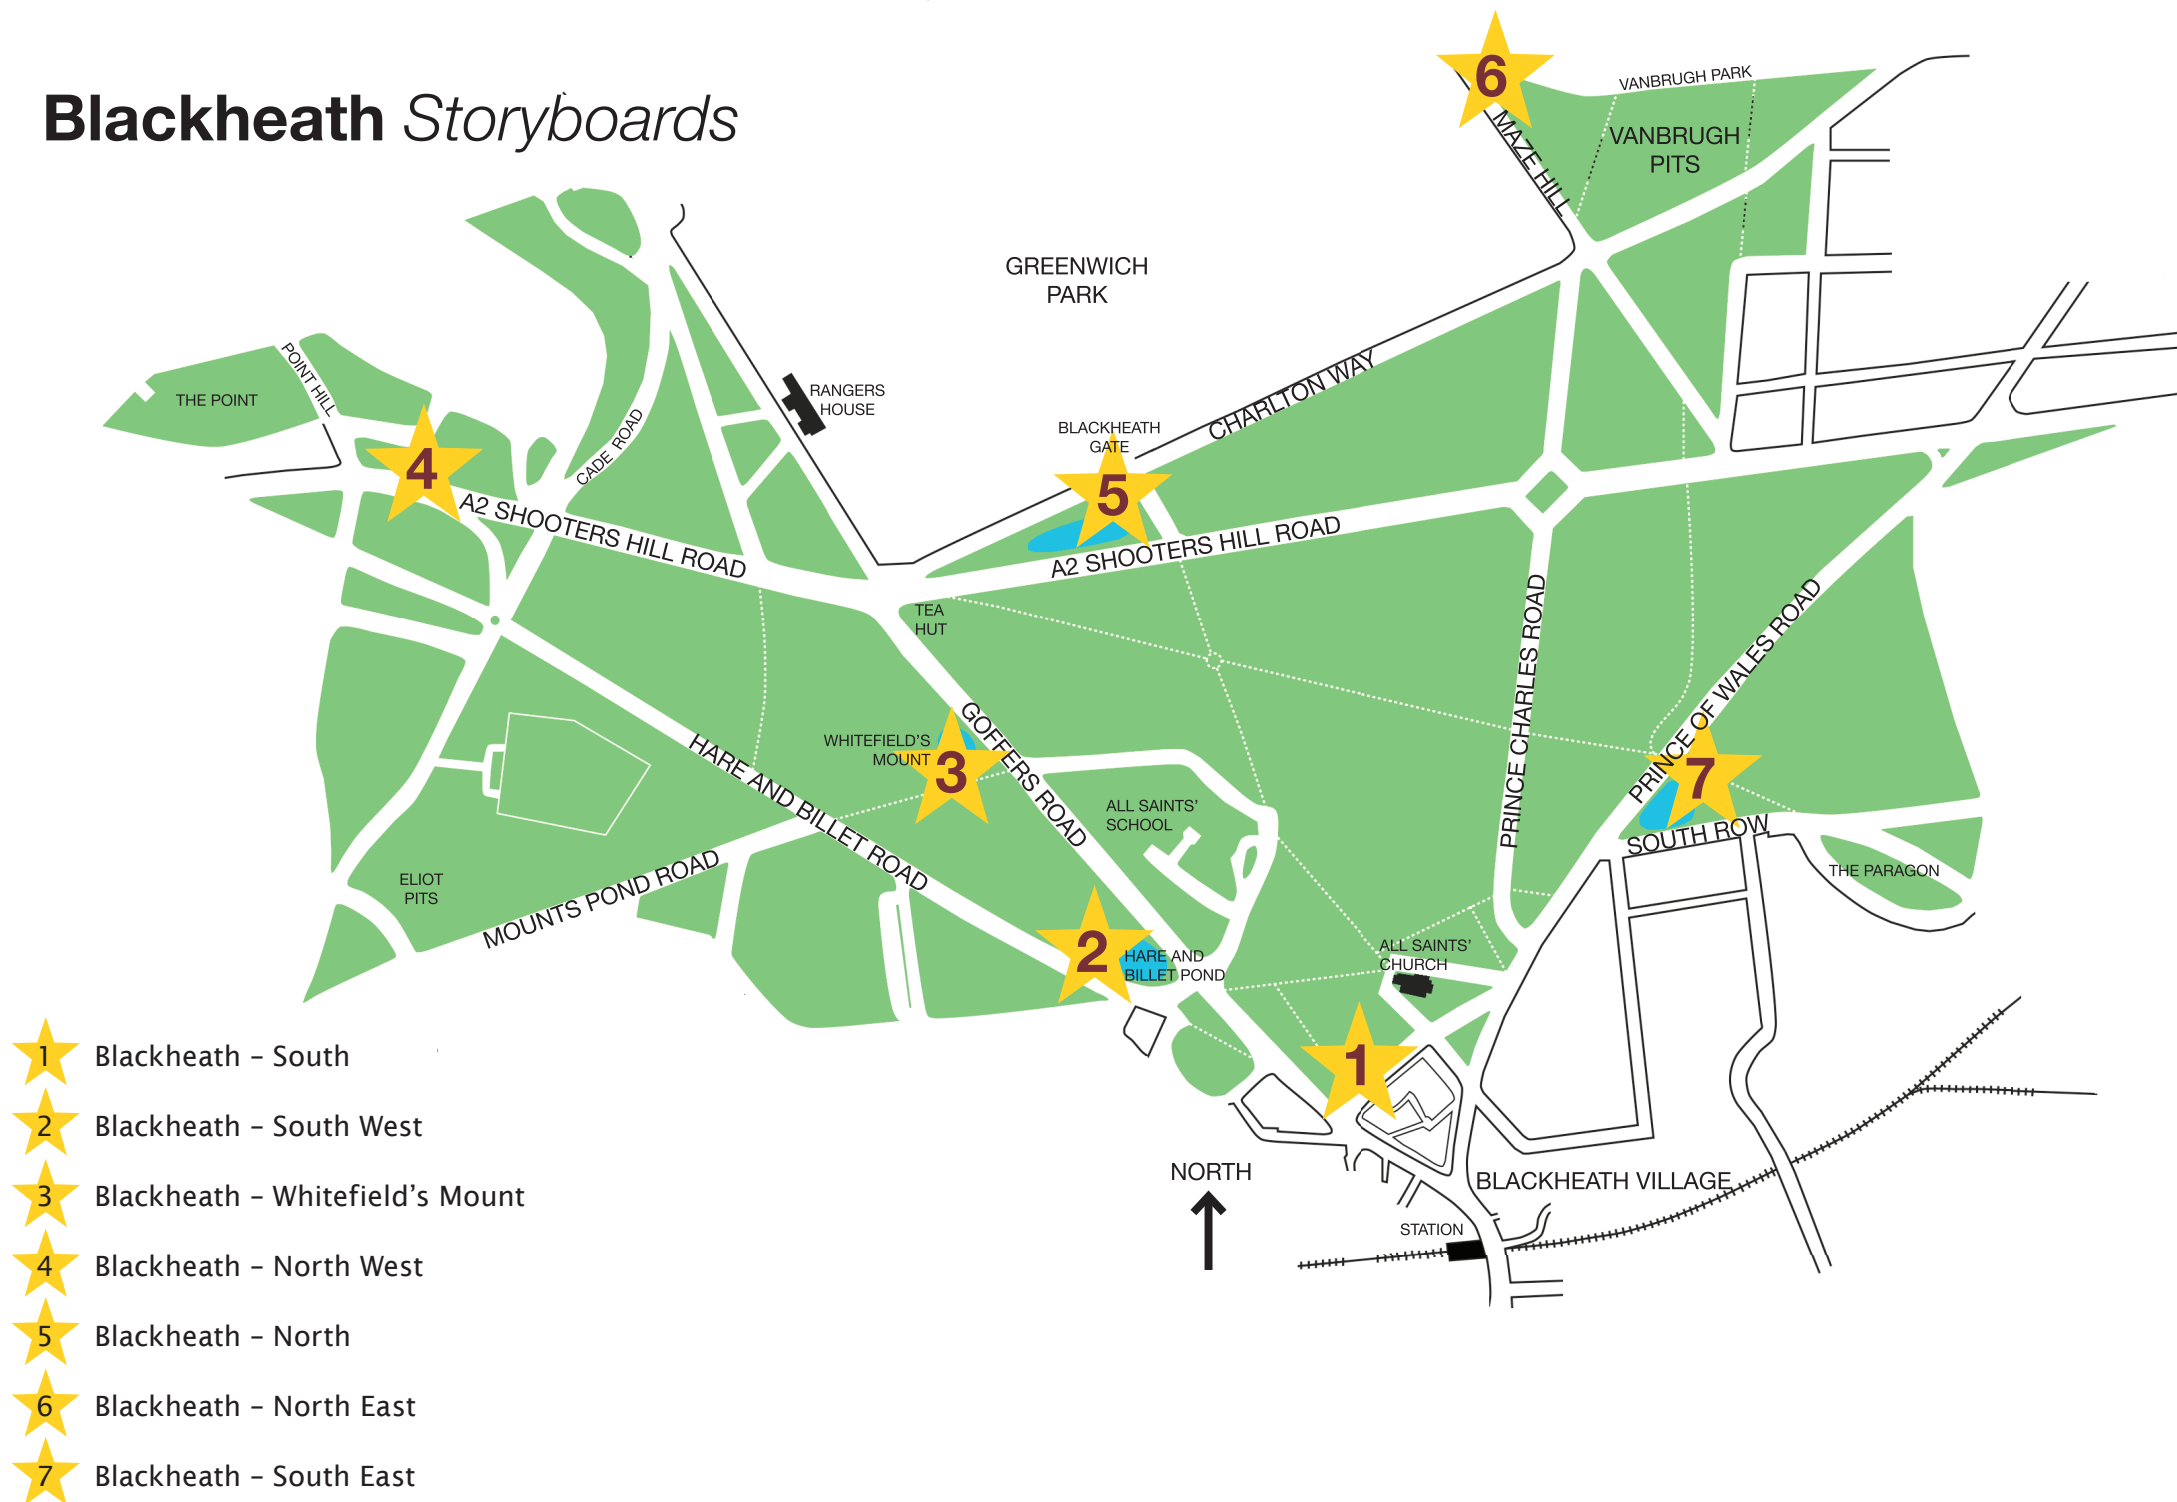 Blackheath Storyboards
6
VANBRUGH PARK
VANBRUGH
PITS
MAZE HILL
GREENWICH
PARK
POINT HILL
THE POINT
RANGERS
HOUSE
CHARLTON WAY
CADE ROAD
BLACKHEATH
GATE
4
5
A2 SHOOTERS HILL ROAD
A2 SHOOTERS HILL ROAD
TEA
HUT
PRINCE CHARLES ROAD
PRINCE OF WALES ROAD
GOFFERS ROAD
WHITEFIELD'S
MOUNT
3
7
HARE AND BILLET ROAD
ALL SAINTS'
SCHOOL
SOUTH ROW
THE PARAGON
ELIOT
PITS
MOUNTS POND ROAD
2
HARE AND
BILLET POND
ALL SAINTS'
CHURCH
1
NORTH
BLACKHEATH VILLAGE
STATION
1 Blackheath – South
2 Blackheath – South West
3 Blackheath – Whitefield's Mount
4 Blackheath – North West
5 Blackheath – North
6 Blackheath – North East
7 Blackheath – South East